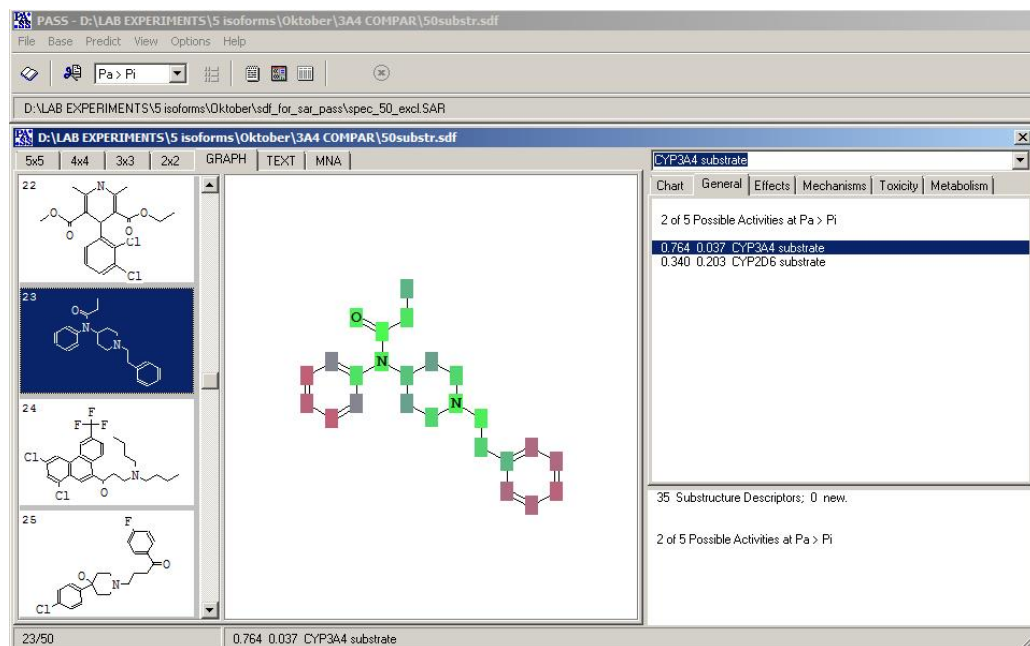 PASS - D:\LAB EXPERIMENTS\5 isoforms\Oktober\3A4 COMPAR\50substr.sdf
File Base Predict View Options Help
Pa > Pi
D:\LAB EXPERIMENTS\5 isoforms\Oktober\sdf_for_sar_pass\spec_50_excl.SAR
D:\LAB EXPERIMENTS\5 isoforms\Oktober\3A4 COMPAR\50substr.sdf
5x5 4x4 3x3 2x2 GRAPH TEXT MNA
CYP3A4 substrate
Chart General Effects Mechanisms Toxicity Metabolism
2 of 5 Possible Activities at Pa > Pi
0.764 0.037 CYP3A4 substrate
0.340 0.203 CYP2D6 substrate
22
N
O
O
O
O
Cl
Cl
23
O
N
N
24
F
F
F
Cl
N
Cl
O
25
F
O
O
N
Cl
O
N
N
35 Substructure Descriptors; 0 new.
2 of 5 Possible Activities at Pa > Pi
23/50
0.764 0.037 CYP3A4 substrate